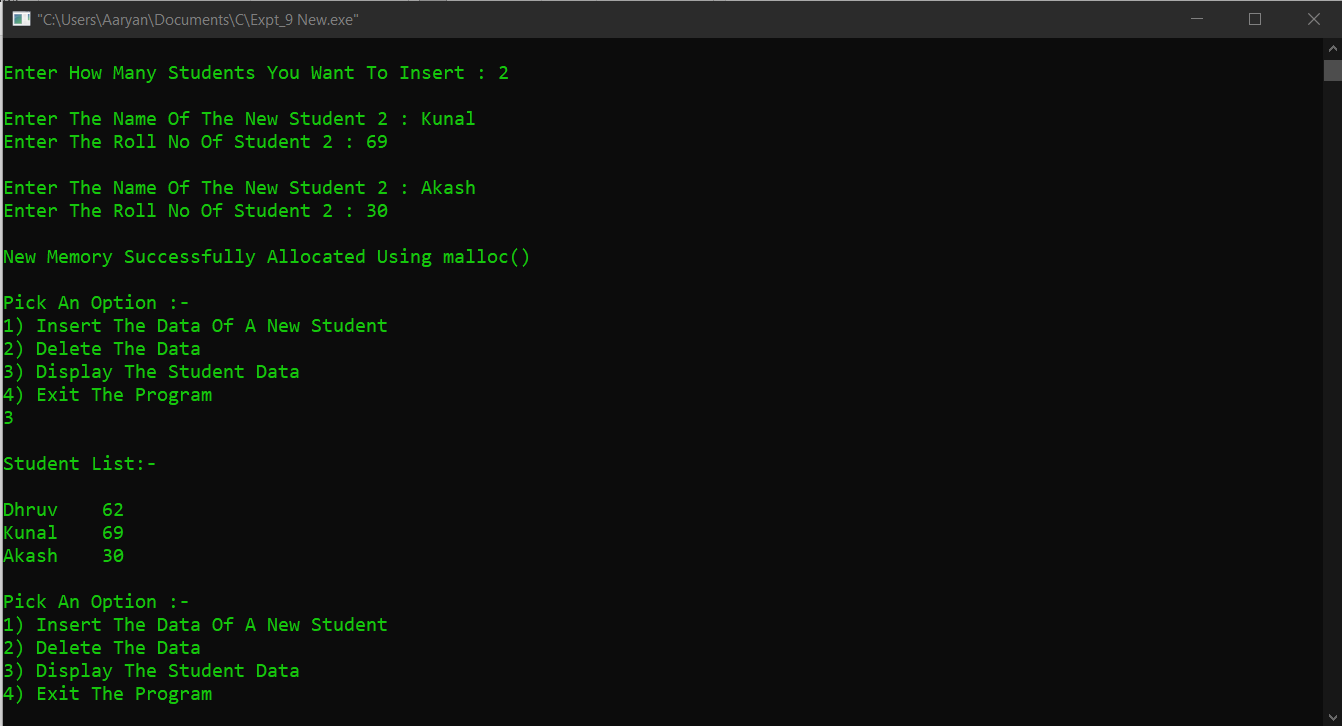 "C:\Users\Aaryan\Documents\C\Expt_9 New.exe"
Enter How Many Students You Want To Insert : 2
Enter The Name Of The New Student 2 : Kunal
Enter The Roll No Of Student 2 : 69
Enter The Name Of The New Student 2 : Akash
Enter The Roll No Of Student 2 : 30
New Memory Successfully Allocated Using malloc()
Pick An Option :-
1) Insert The Data Of A New Student
2) Delete The Data
3) Display The Student Data
4) Exit The Program
3
Student List:-
Dhruv    62
Kunal    69
Akash    30
Pick An Option :-
1) Insert The Data Of A New Student
2) Delete The Data
3) Display The Student Data
4) Exit The Program